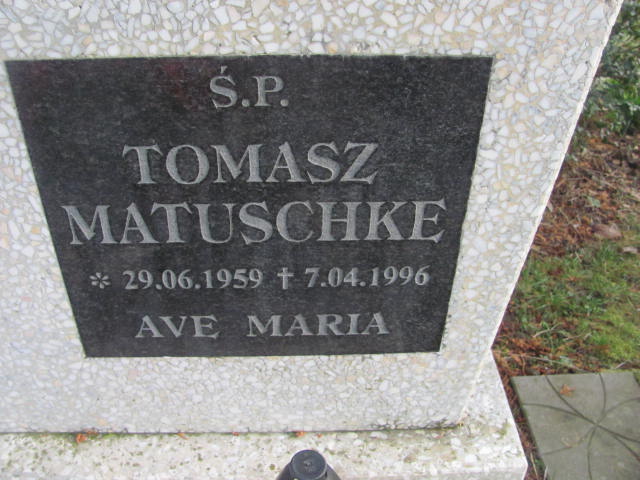 Ś.P.
TOMASZ
MATUSCHKE
* 29.06.1959 † 7.04.1996
AVE MARIA